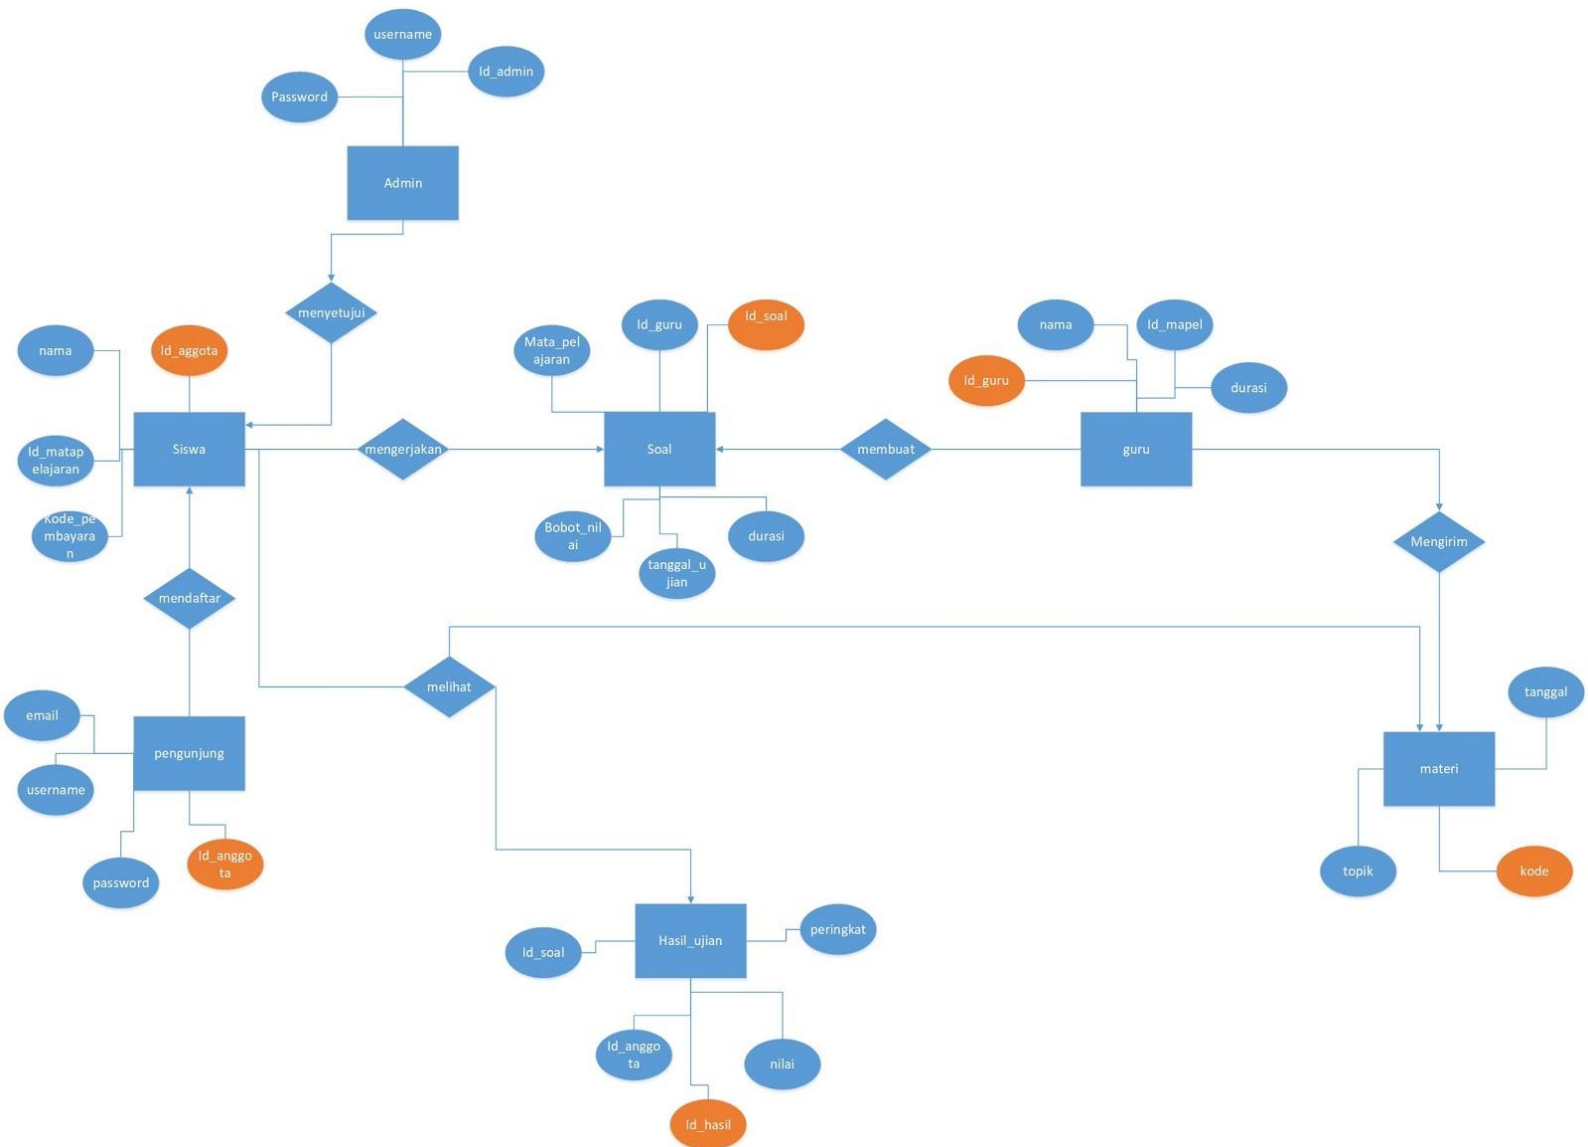 username
Id_admin
Password
Admin
menyetujui
nama
Id_aggota
Mata_pel
ajaran
Id_guru
Id_soal
nama
Id_mapel
Id_guru
durasi
Id_matap
elajaran
Siswa
mengerjakan
Soal
membuat
guru
Kode_pe
mbayara
n
Bobot_nil
ai
tanggal_u
jian
durasi
Mengirim
mendaftar
melihat
email
username
password
pengunjung
Id_anggo
ta
tanggal
materi
topik
kode
Id_soal
Hasil_ujian
peringkat
Id_anggo
ta
nilai
Id_hasil